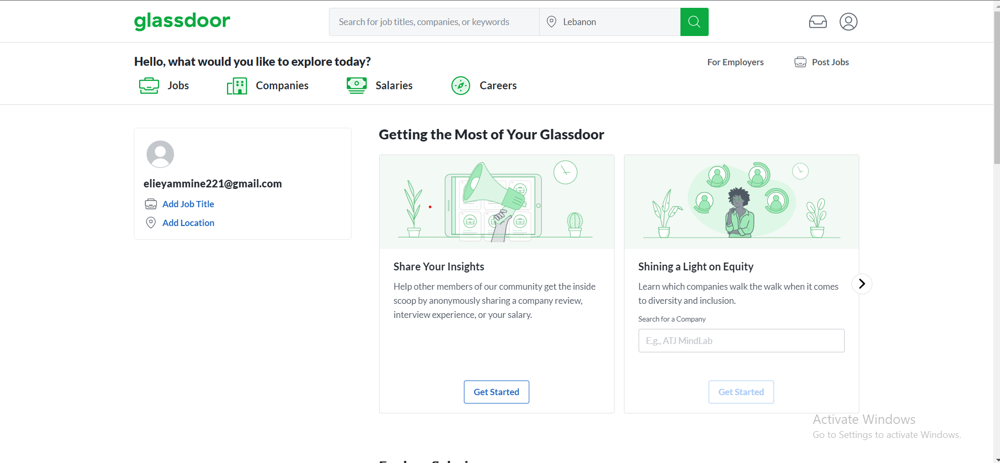 glassdoor
Search for job titles, companies, or keywords
Lebanon
Hello, what would you like to explore today?
For Employers
Post Jobs
Jobs
Companies
Salaries
Careers
elieyammine221@gmail.com
Add Job Title
Add Location
Getting the Most of Your Glassdoor
Share Your Insights
Help other members of our community get the inside
scoop by anonymously sharing a company review,
interview experience, or your salary.
Get Started
Shining a Light on Equity
Learn which companies walk the walk when it comes
to diversity and inclusion.
Search for a Company
E.g., ATJ MindLab
Get Started
Activate Windows
Go to Settings to activate Windows.